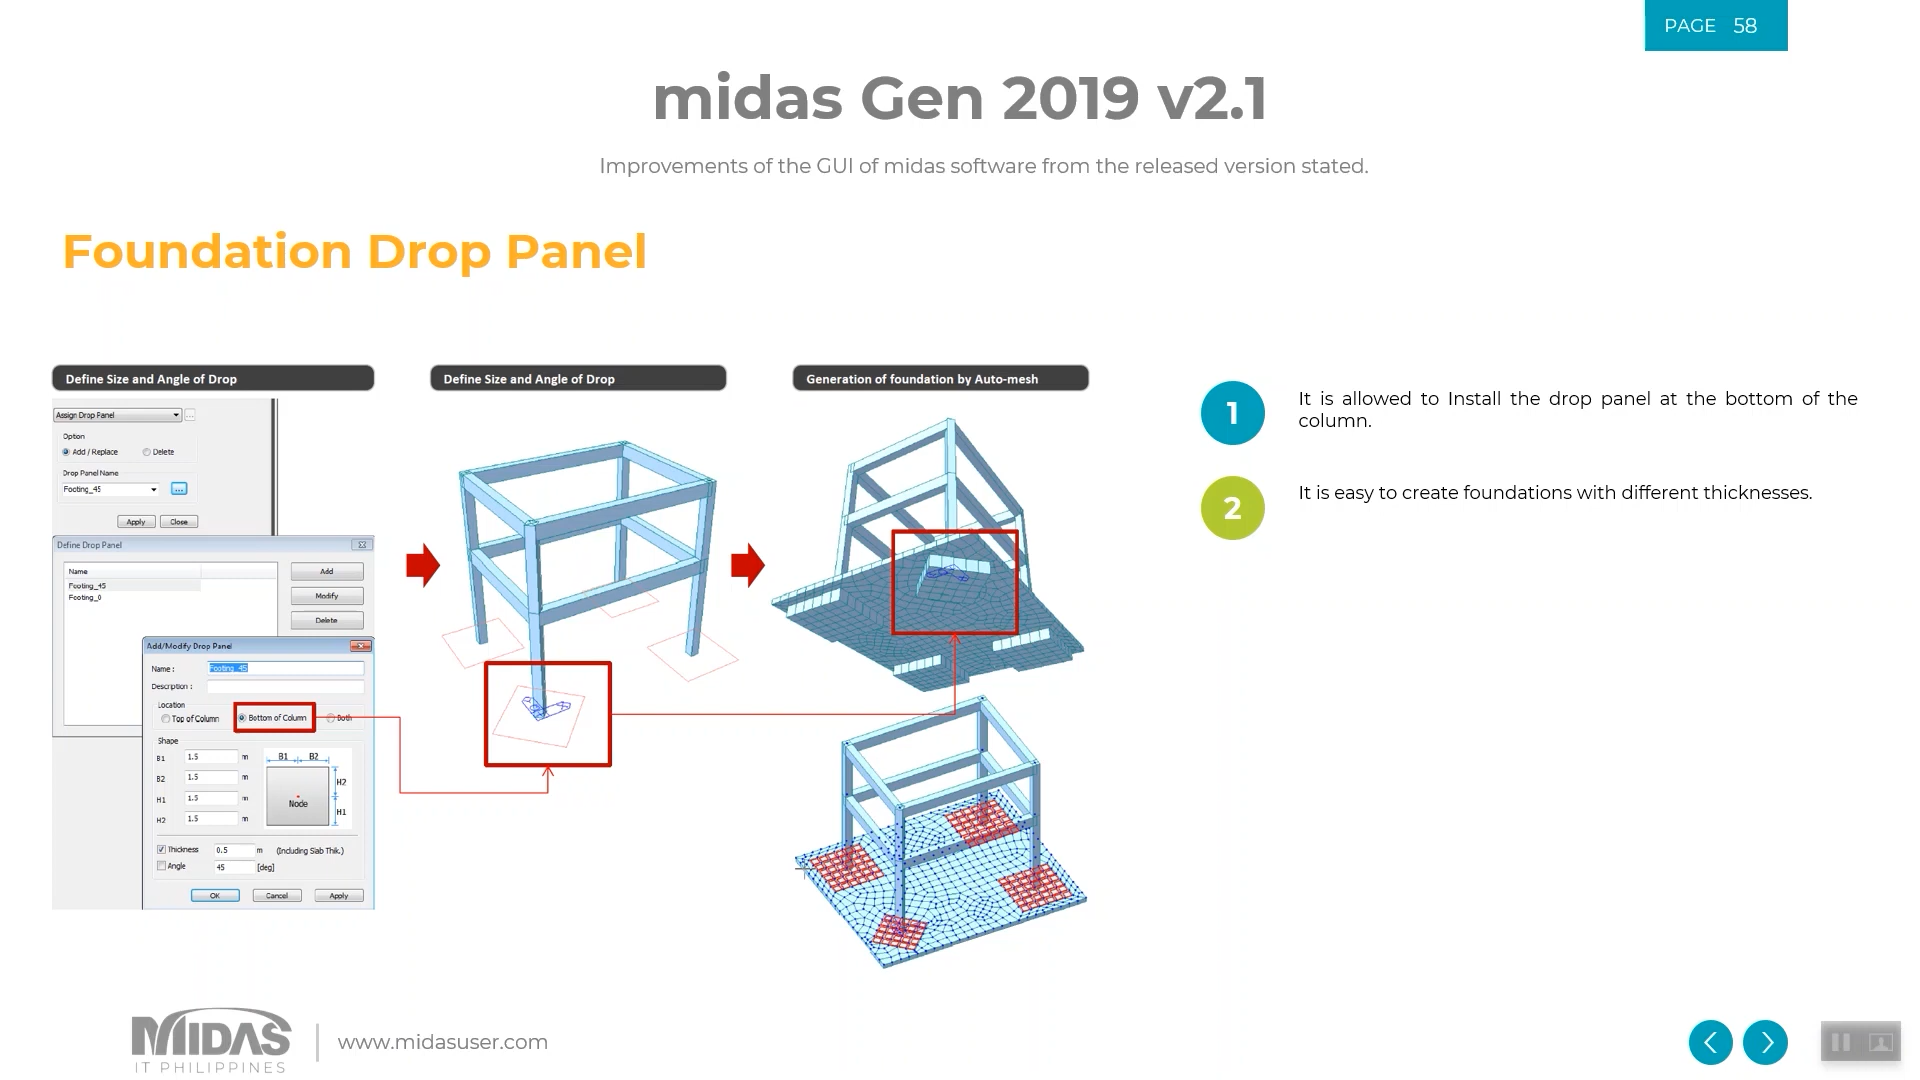 PAGE 58
midas Gen 2019 v2.1
Improvements of the GUI of midas software from the released version stated.
Foundation Drop Panel
Define Size and Angle of Drop
Define Size and Angle of Drop
Generation of foundation by Auto-mesh
Assign Drop Panel
...
Option
Add / Replace
Delete
Drop Panel Name
Footing_45
...
Apply
Close
Define Drop Panel
Name
Footing_45
Footing_0
Add
Modify
Delete
Add/Modify Drop Panel
Name :
Footing_45
Description :
Location
Top of Column
Bottom of Column
Both
Shape
B1 1.5 m
B2 1.5 m
H1 1.5 m
H2 1.5 m
B1 B2
H2
Node
H1
Thickness 0.5 m (Including Slab Thik.)
Angle 45 [deg]
OK
Cancel
Apply
1
It is allowed to Install the drop panel at the bottom of the
column.
2
It is easy to create foundations with different thicknesses.
MIDAS
IT PHILIPPINES
www.midasuser.com